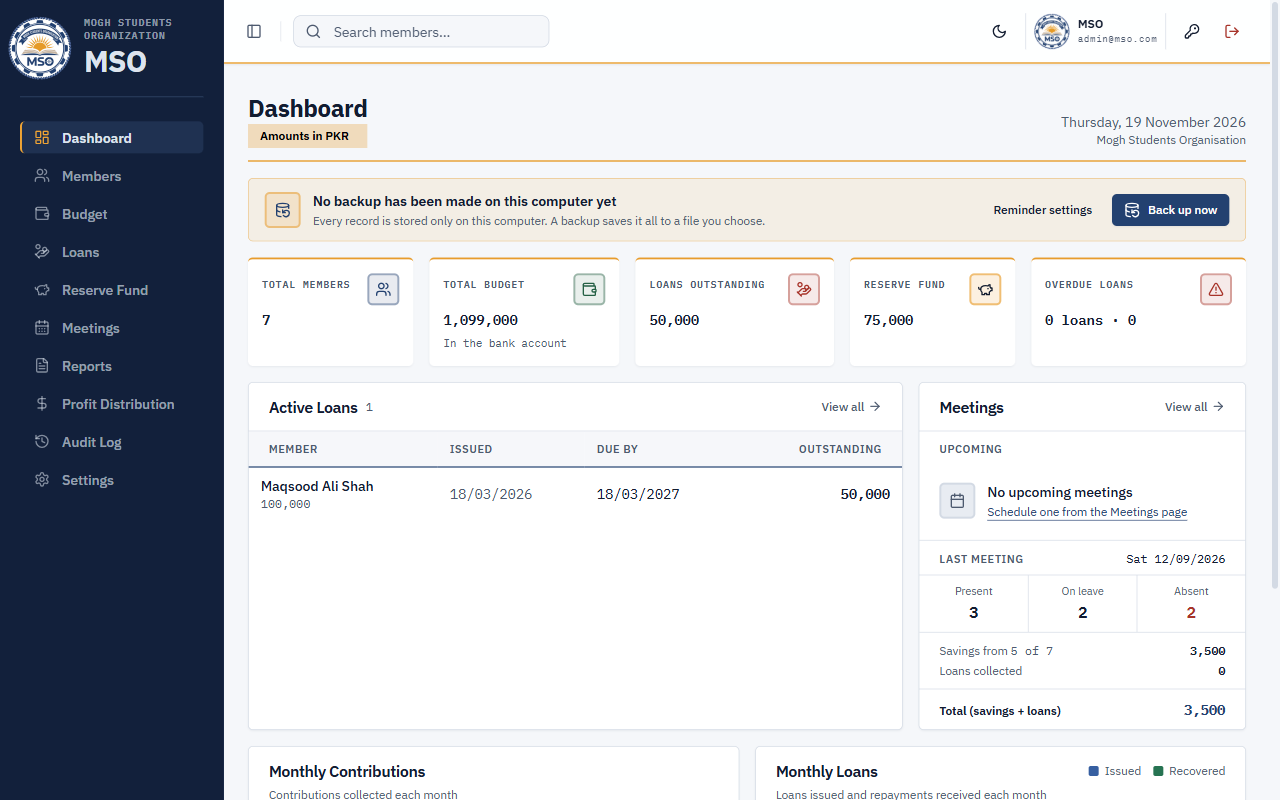 MOGH STUDENTS
ORGANIZATION
MSO
MSO
Search members...
MSO
admin@mso.com
Dashboard
Members
Budget
Loans
Reserve Fund
Meetings
Reports
Profit Distribution
Audit Log
Settings
Dashboard
Amounts in PKR
Thursday, 19 November 2026
Mogh Students Organisation
No backup has been made on this computer yet
Every record is stored only on this computer. A backup saves it all to a file you choose.
Reminder settings
Back up now
TOTAL MEMBERS
7
TOTAL BUDGET
1,099,000
In the bank account
LOANS OUTSTANDING
50,000
RESERVE FUND
75,000
OVERDUE LOANS
0 loans · 0
Active Loans 1
View all →
MEMBER ISSUED DUE BY OUTSTANDING
Maqsood Ali Shah 18/03/2026 18/03/2027 50,000
100,000
Meetings
View all →
UPCOMING
No upcoming meetings
Schedule one from the Meetings page
LAST MEETING Sat 12/09/2026
Present On leave Absent
3 2 2
Savings from 5 of 7 3,500
Loans collected 0
Total (savings + loans) 3,500
Monthly Contributions
Contributions collected each month
Monthly Loans
Issued Recovered
Loans issued and repayments received each month